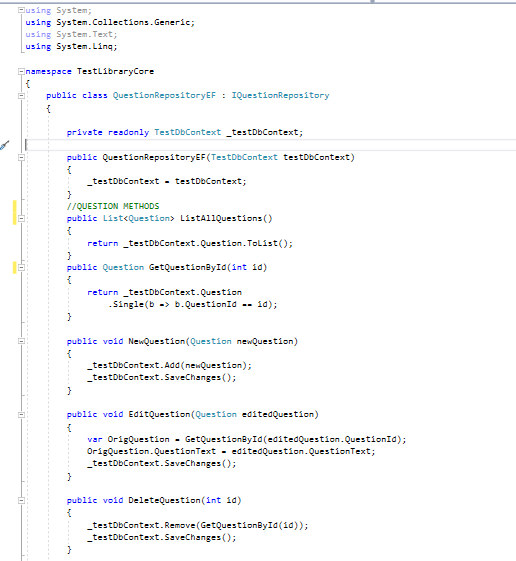 using System;
using System.Collections.Generic;
using System.Text;
using System.Linq;
namespace TestLibraryCore
{
public class QuestionRepositoryEF : IQuestionRepository
{
private readonly TestDbContext _testDbContext;
public QuestionRepositoryEF(TestDbContext testDbContext)
{
_testDbContext = testDbContext;
}
//QUESTION METHODS
public List<Question> ListAllQuestions()
{
return _testDbContext.Question.ToList();
}
public Question GetQuestionById(int id)
{
return _testDbContext.Question
.Single(b => b.QuestionId == id);
}
public void NewQuestion(Question newQuestion)
{
_testDbContext.Add(newQuestion);
_testDbContext.SaveChanges();
}
public void EditQuestion(Question editedQuestion)
{
var OrigQuestion = GetQuestionById(editedQuestion.QuestionId);
OrigQuestion.QuestionText = editedQuestion.QuestionText;
_testDbContext.SaveChanges();
}
public void DeleteQuestion(int id)
{
_testDbContext.Remove(GetQuestionById(id));
_testDbContext.SaveChanges();
}